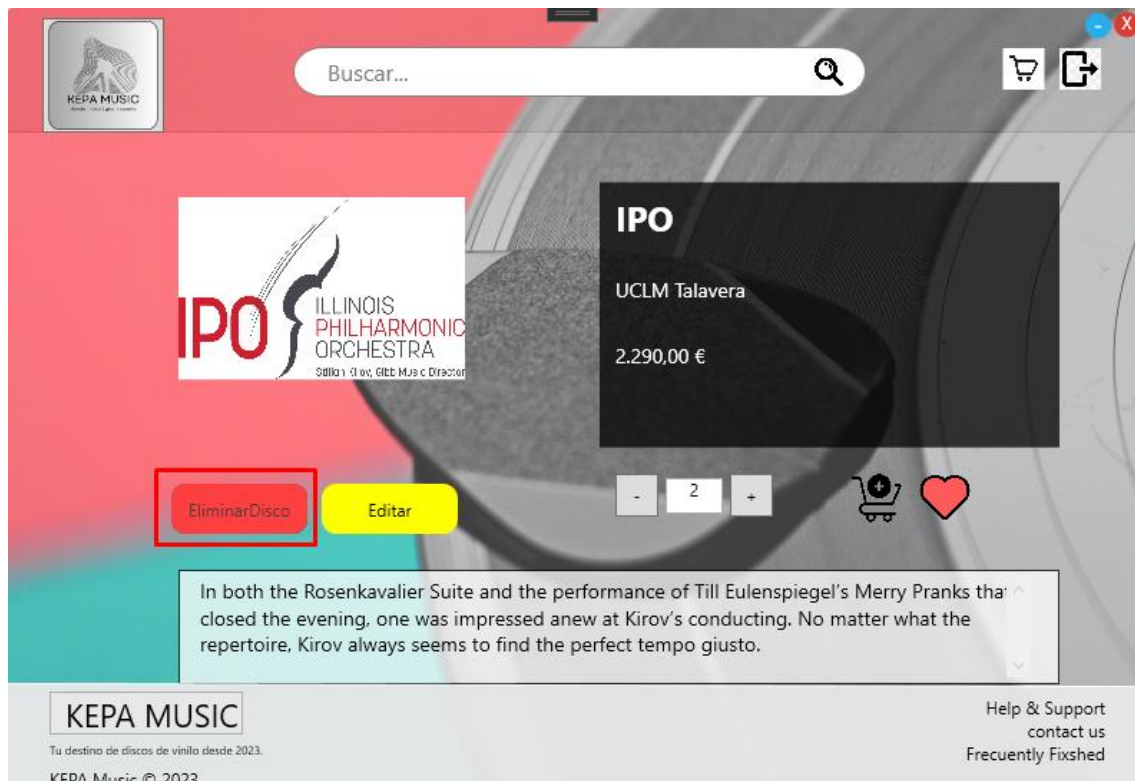 KEPA MUSIC
Buscar...
-
X
IPO
ILLINOIS
PHILHARMONIC
ORCHESTRA
Music Director
IPO
UCLM Talavera
2.290,00 €
EliminarDisco
Editar
-
2
+
In both the Rosenkavalier Suite and the performance of Till Eulenspiegel's Merry Pranks that
closed the evening, one was impressed anew at Kirov's conducting. No matter what the
repertoire, Kirov always seems to find the perfect tempo giusto.
KEPA MUSIC
Tu destino de discos de vinilo desde 2023.
KEPA Music © 2023
Help & Support
contact us
Frecuently Fixshed